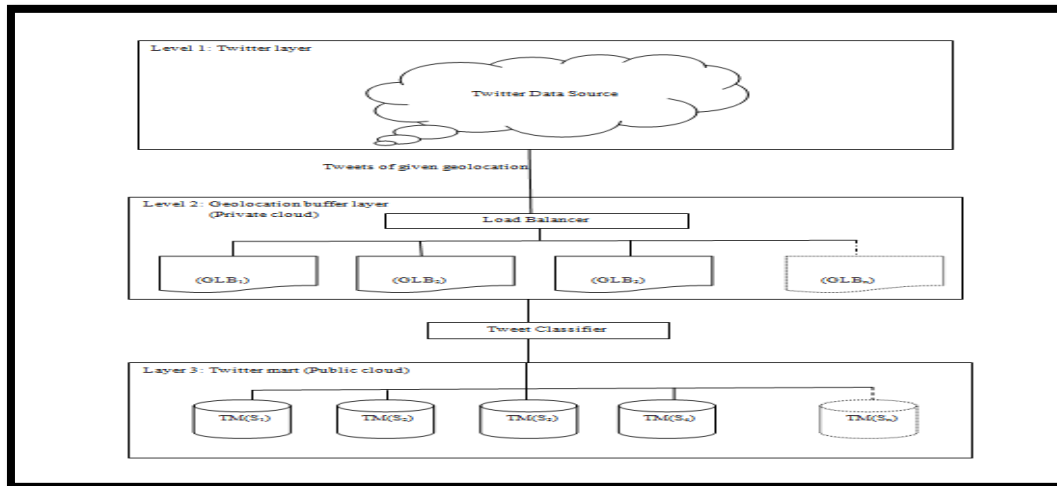 Level 1: Twitter layer
Twitter Data Source
Tweets of given geolocation
Level 2: Geolocation buffer layer
(Private cloud)
Load Balancer
(GLB₁) (GLB₂) (GLB₃) (GLBₙ)
Tweet Classifier
Layer 3: Twitter mart (Public cloud)
TM(S₁) TM(S₂) TM(S₃) TM(S₄) TM(Sₙ)